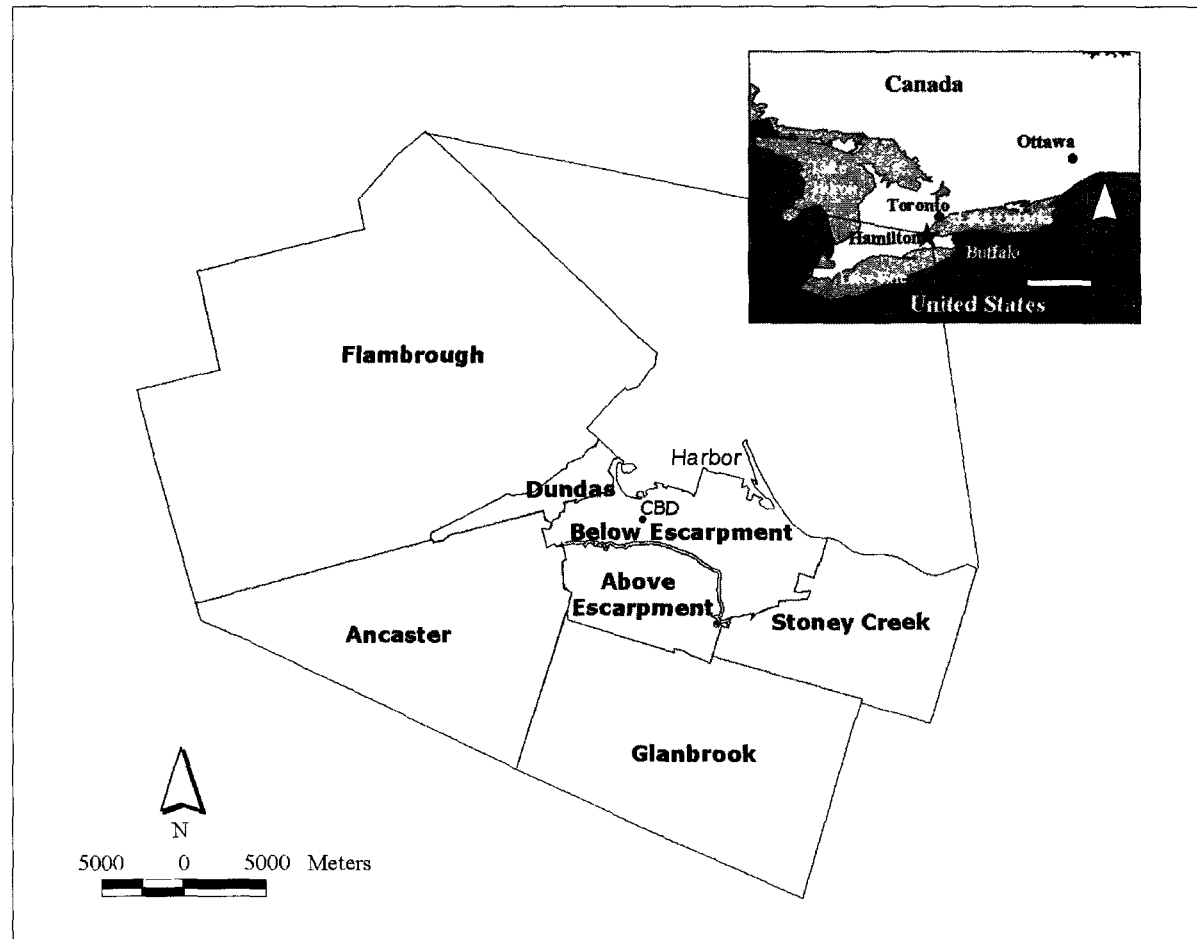 Canada
Ottawa
Toronto
Hamilton
Buffalo
United States
Flambrough
Harbor
Dundas
CBD
Below Escarpment
Above
Escarpment
Stoney Creek
Ancaster
Glanbrook
N
5000 0 5000 Meters